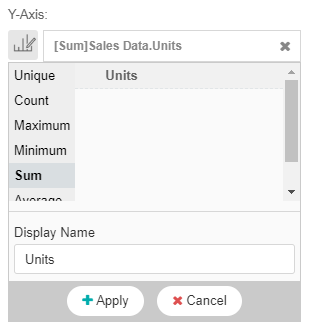 Y-Axis:
[Sum]Sales Data.Units
Unique
Units
Count
Maximum
Minimum
Sum
Average
Display Name
Units
Apply
Cancel